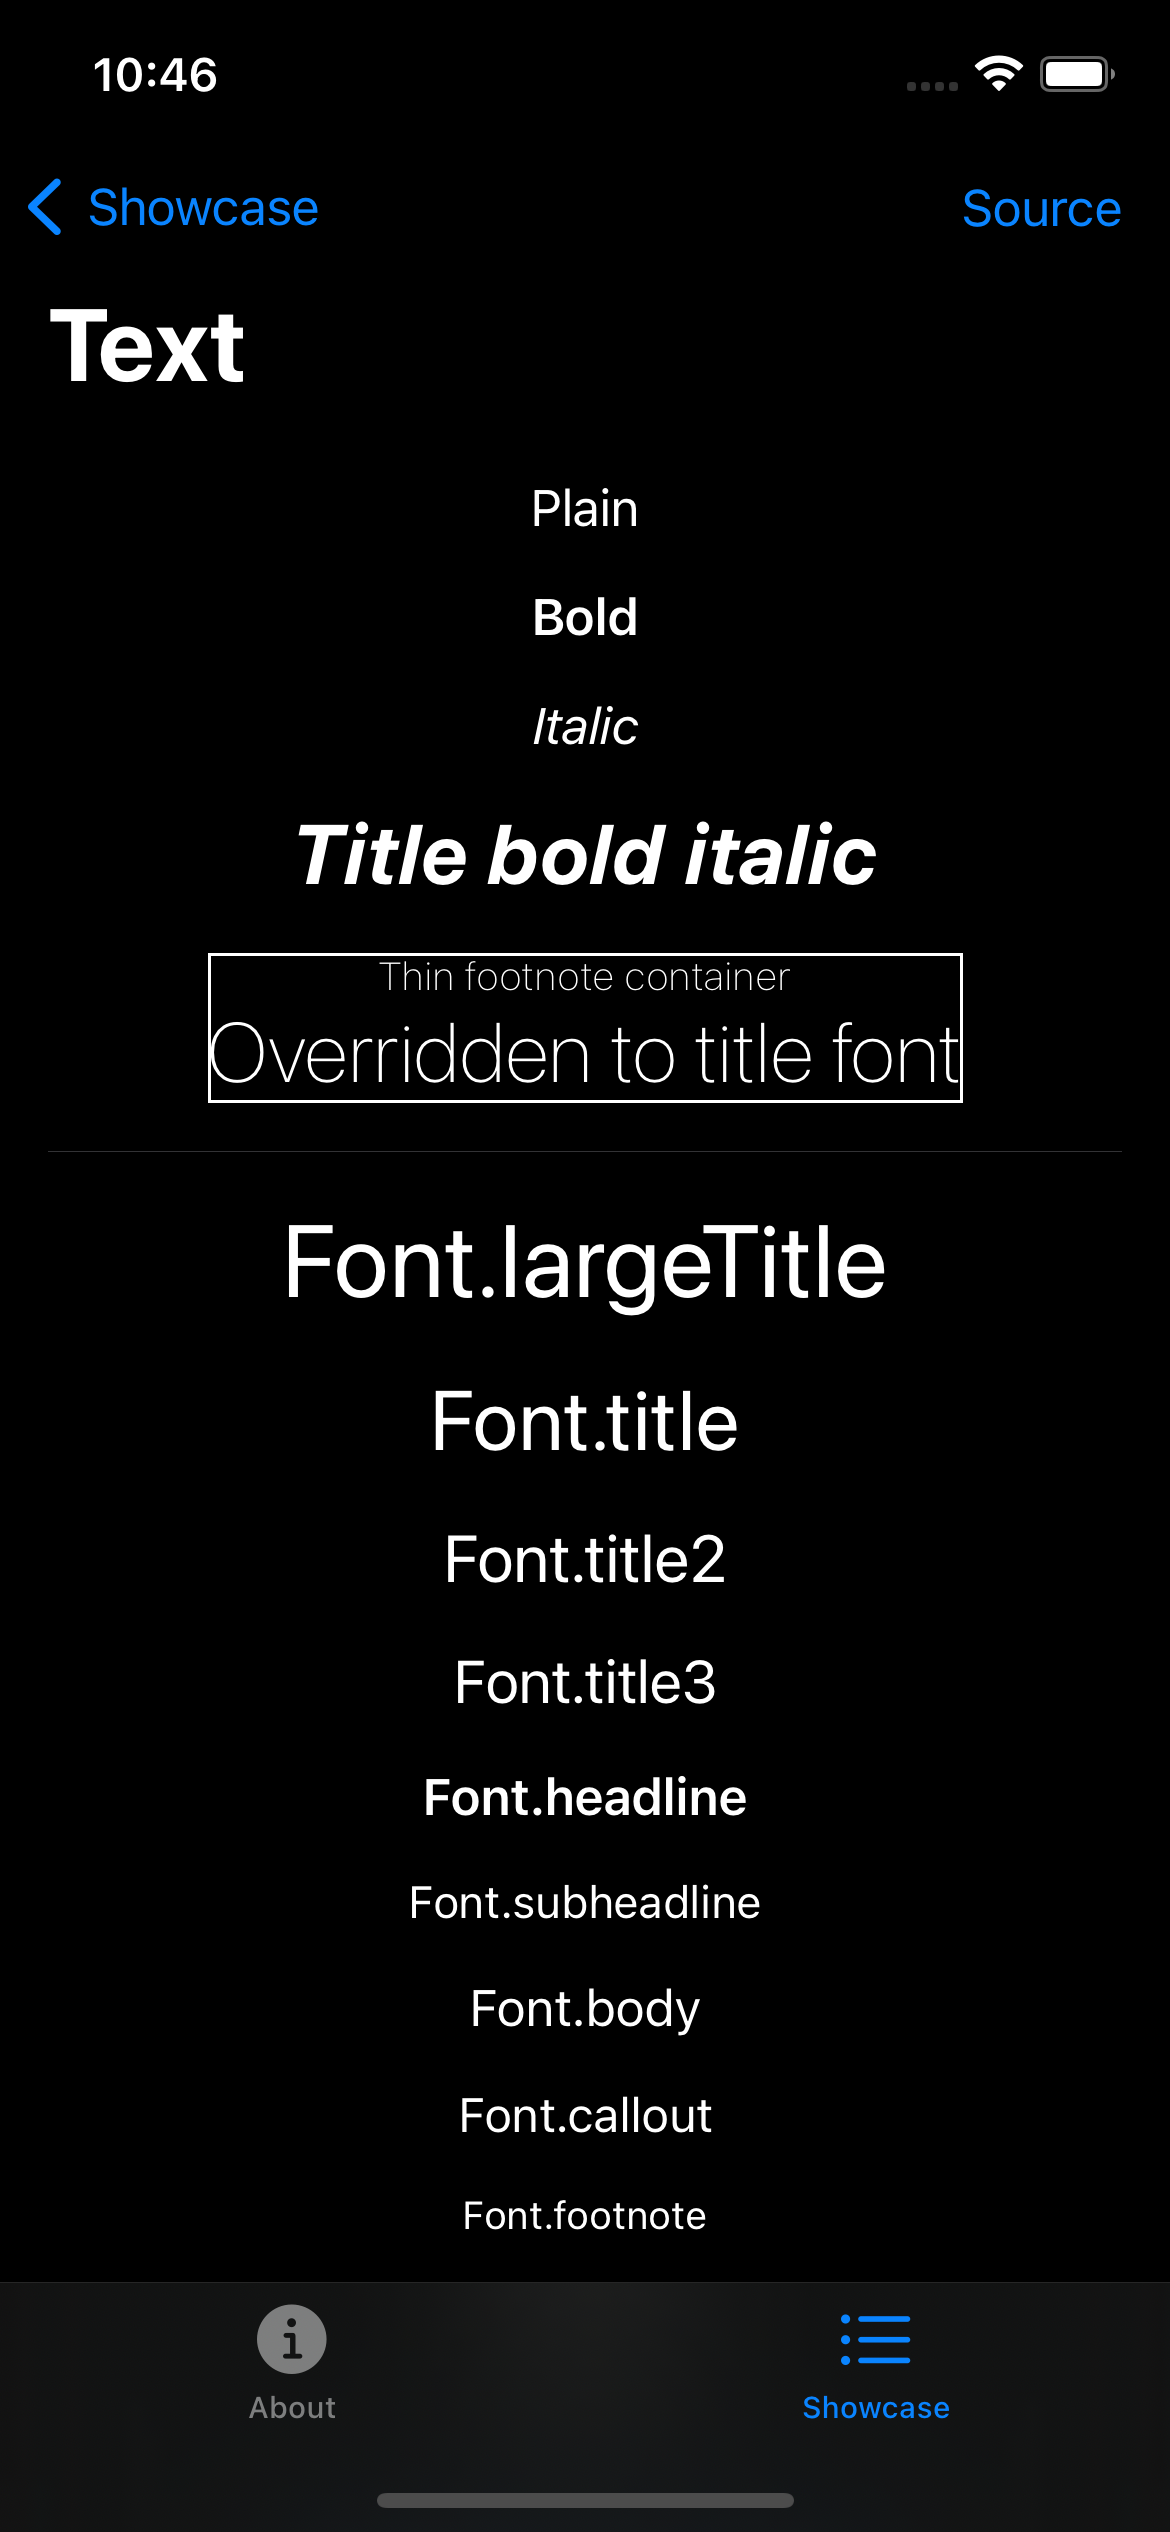 10:46
Showcase
Source
Text
Plain
Bold
Italic
Title bold italic
Thin footnote container
Overridden to title font
Font.largeTitle
Font.title
Font.title2
Font.title3
Font.headline
Font.subheadline
Font.body
Font.callout
Font.footnote
About
Showcase